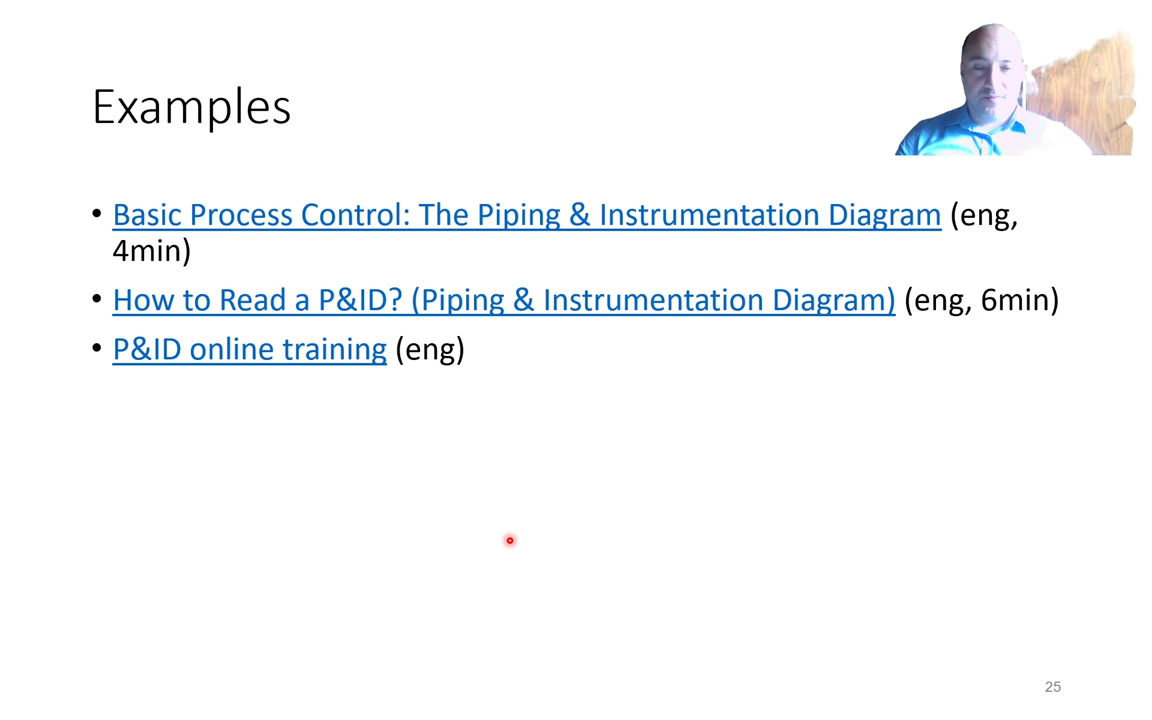 Examples
• Basic Process Control: The Piping & Instrumentation Diagram (eng,
4min)
• How to Read a P&ID? (Piping & Instrumentation Diagram) (eng, 6min)
• P&ID online training (eng)
25